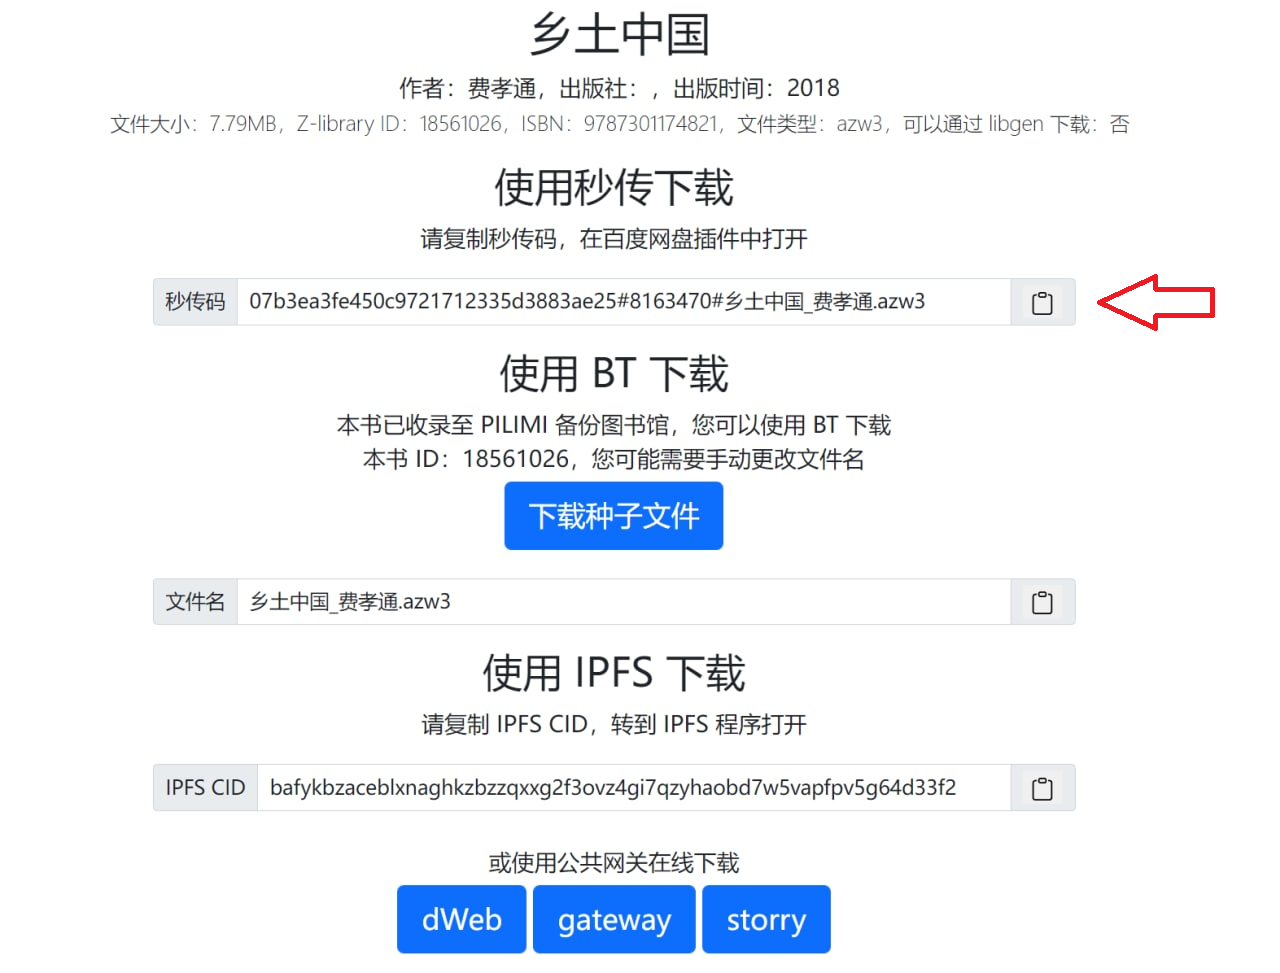 乡土中国
作者：费孝通，出版社：，出版时间：2018
文件大小：7.79MB，Z-library ID：18561026，ISBN：9787301174821，文件类型：azw3，可以通过 libgen 下载：否
使用秒传下载
请复制秒传码，在百度网盘插件中打开
秒传码 07b3ea3fe450c9721712335d3883ae25#8163470#乡土中国_费孝通.azw3
使用 BT 下载
本书已收录至 PILIMI 备份图书馆，您可以使用 BT 下载
本书 ID：18561026，您可能需要手动更改文件名
下载种子文件
文件名 乡土中国_费孝通.azw3
使用 IPFS 下载
请复制 IPFS CID，转到 IPFS 程序打开
IPFS CID bafykbzaceblxnaghkzbzzqxxg2f3ovz4gi7qzyhaobd7w5vapfpv5g64d33f2
或使用公共网关在线下载
dWeb gateway storry